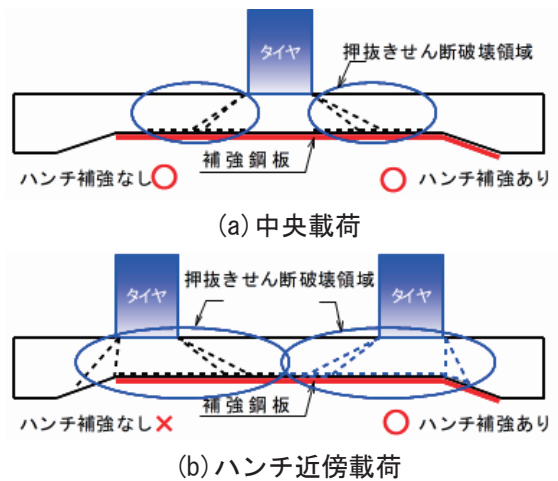 タイヤ
押抜きせん断破壊領域
補強鋼板
ハンチ補強なし○
○ ハンチ補強あり
(a)中央載荷
タイヤ
押抜きせん断破壊領域
タイヤ
補強鋼板
ハンチ補強なし×
○ ハンチ補強あり
(b)ハンチ近傍載荷